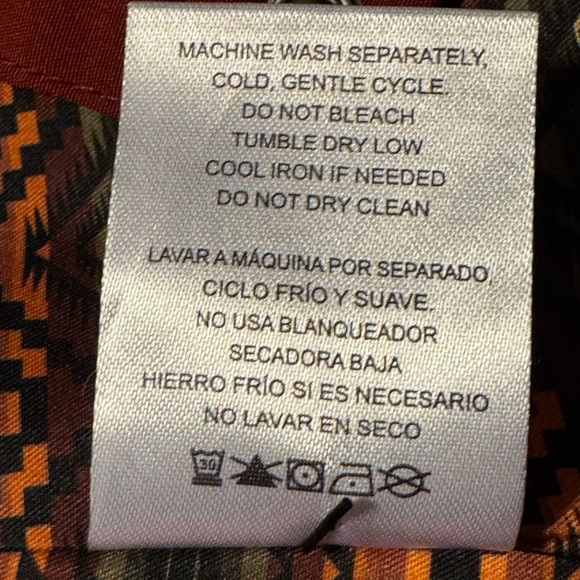 MACHINE WASH SEPARATELY,
COLD, GENTLE CYCLE.
DO NOT BLEACH
TUMBLE DRY LOW
COOL IRON IF NEEDED
DO NOT DRY CLEAN
LAVAR A MÁQUINA POR SEPARADO,
CICLO FRÍO Y SUAVE.
NO USA BLANQUEADOR
SECADORA BAJA
HIERRO FRÍO SI ES NECESARIO
NO LAVAR EN SECO
30